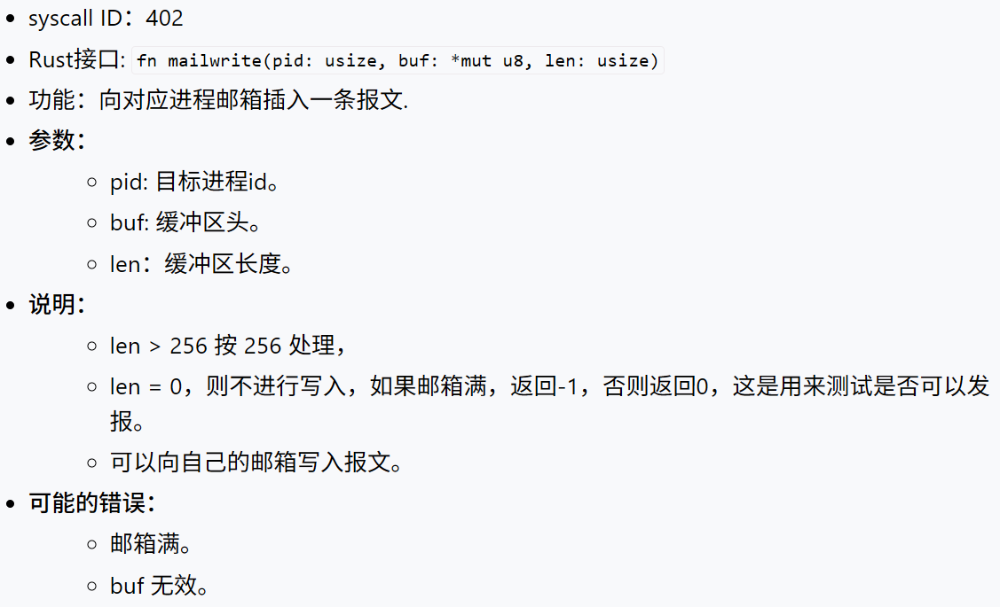 syscall ID：402
Rust接口: fn mailwrite(pid: usize, buf: *mut u8, len: usize)
功能：向对应进程邮箱插入一条报文.
参数：
pid: 目标进程id。
buf: 缓冲区头。
len：缓冲区长度。
说明：
len > 256 按 256 处理，
len = 0，则不进行写入，如果邮箱满，返回-1，否则返回0，这是用来测试是否可以发
报。
可以向自己的邮箱写入报文。
可能的错误：
邮箱满。
buf 无效。